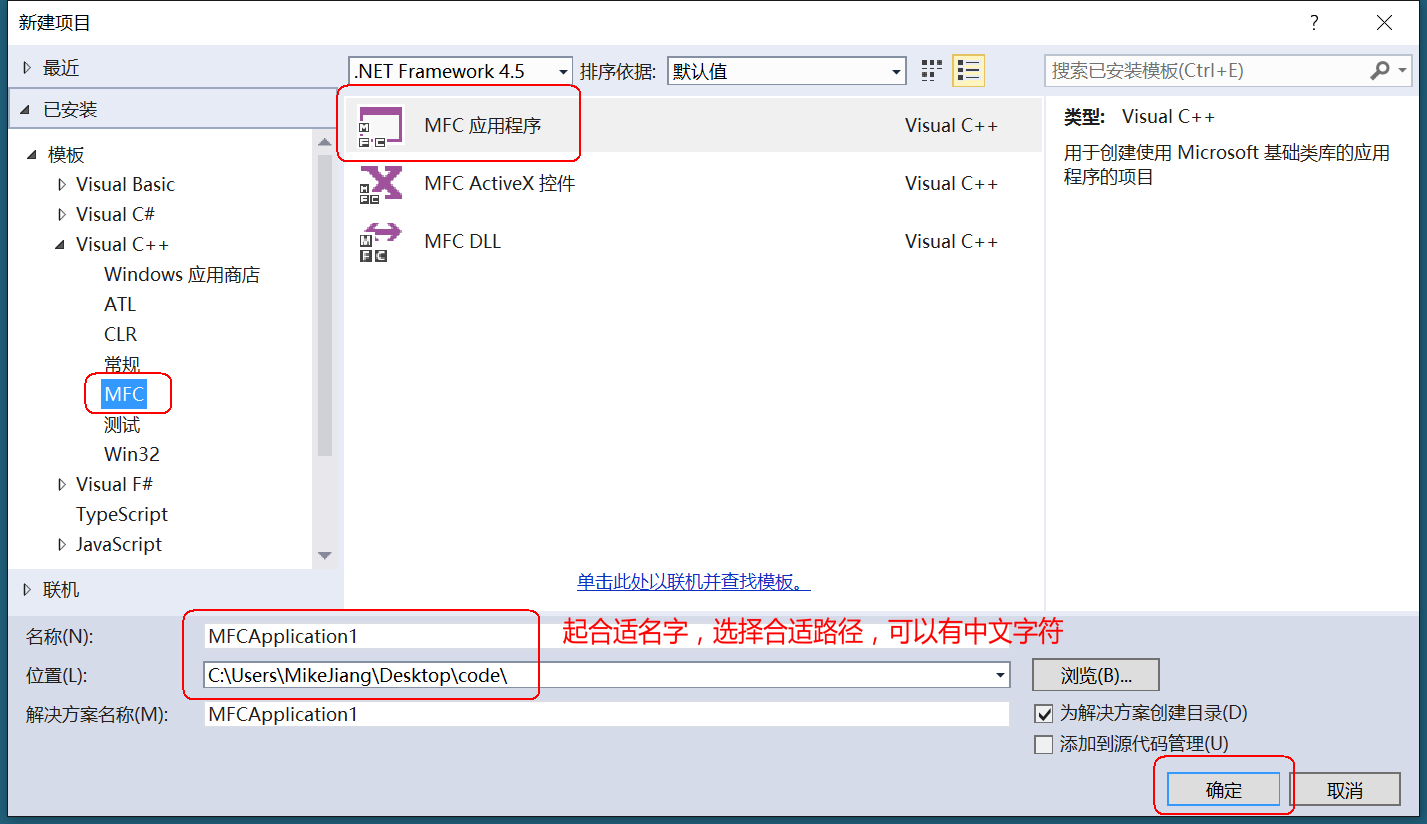 新建项目
?
最近
.NET Framework 4.5
排序依据:
默认值
搜索已安装模板(Ctrl+E)
已安装
模板
Visual Basic
Visual C#
Visual C++
Windows 应用商店
ATL
CLR
常规
MFC
测试
Win32
Visual F#
TypeScript
JavaScript
联机
MFC 应用程序
Visual C++
MFC ActiveX 控件
Visual C++
MFC DLL
Visual C++
单击此处以联机并查找模板。
类型: Visual C++
用于创建使用 Microsoft 基础类库的应用
程序的项目
名称(N):
MFCApplication1
起合适名字，选择合适路径，可以有中文字符
位置(L):
C:\Users\MikeJiang\Desktop\code\
浏览(B)...
解决方案名称(M):
MFCApplication1
为解决方案创建目录(D)
添加到源代码管理(U)
确定
取消